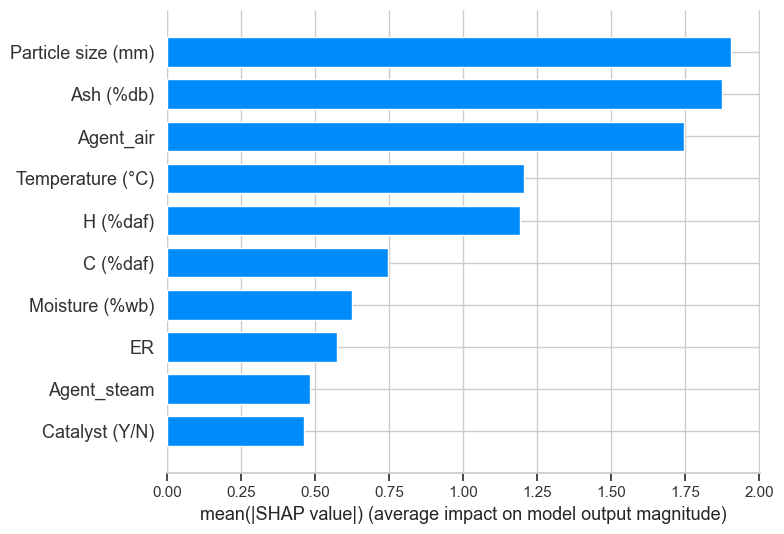 Particle size (mm)
Ash (%db)
Agent_air
Temperature (°C)
H (%daf)
C (%daf)
Moisture (%wb)
ER
Agent_steam
Catalyst (Y/N)
0.00 0.25 0.50 0.75 1.00 1.25 1.50 1.75 2.00
mean(|SHAP value|) (average impact on model output magnitude)